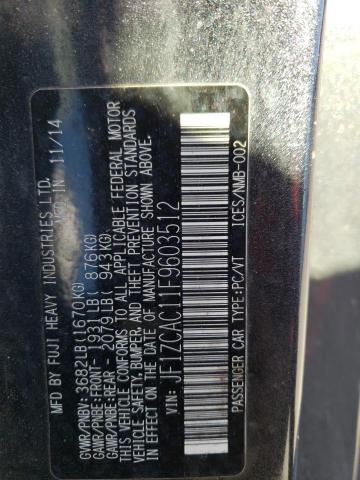 MFD BY FUJI HEAVY INDUSTRIES LTD.
MFD IN 11/14
GVWR/PNBV: 3682LB(1670KG)
GAWR/PNBE:FRONT- 1931LB( 876KG)
GAWR/PNBE:REAR - 2079LB( 943KG)
THIS VEHICLE CONFORMS TO ALL APPLICABLE FEDERAL MOTOR
VEHICLE SAFETY, BUMPER, AND THEFT PREVENTION STANDARDS
IN EFFECT ON THE DATE OF MANUFACTURE SHOWN ABOVE.
VIN: JF1ZCAC11F9603512
PASSENGER CAR TYPE:PC/VT ICES/NMB-002